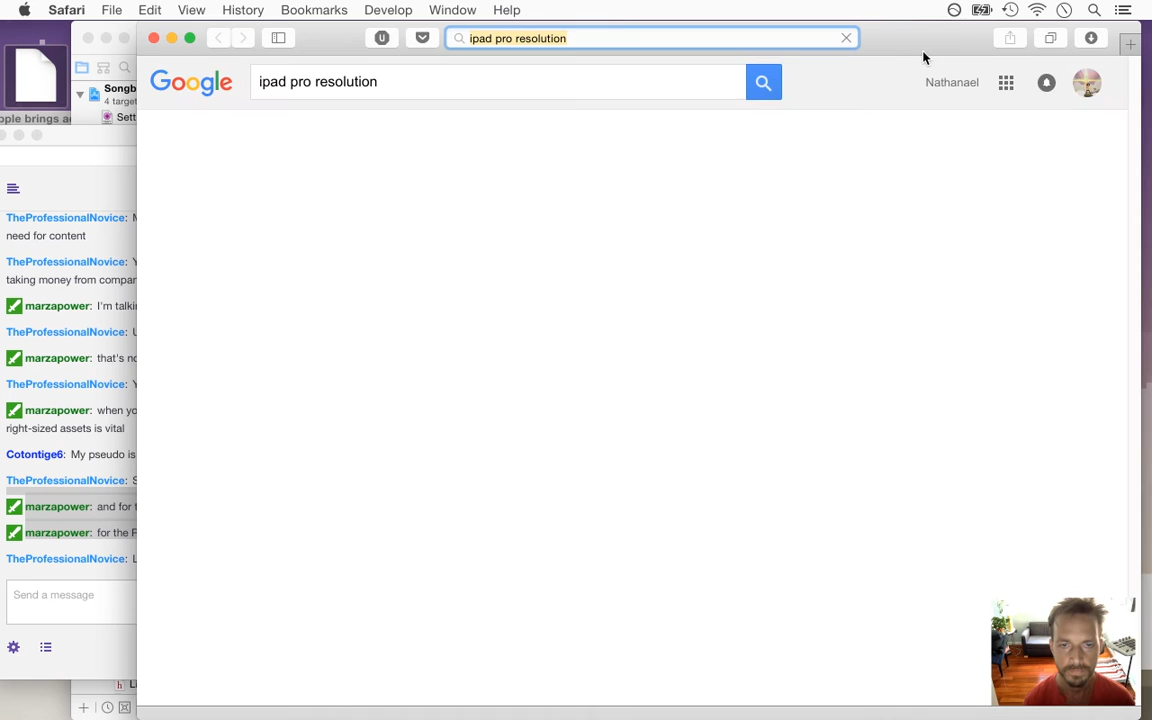 Safari File Edit View History Bookmarks Develop Window Help
ipad pro resolution
Google ipad pro resolution Nathanael
Songb
4 target
Sett
ople brings a
TheProfessionalNovice:
need for content
TheProfessionalNovice: Y
taking money from compar
marzapower: I'm talki
TheProfessionalNovice: U
marzapower: that's no
TheProfessionalNovice: Y
marzapower: when yo
right-sized assets is vital
Cotontige6: My pseudo is
TheProfessionalNovice: S
marzapower: and for t
marzapower: for the P
TheProfessionalNovice: L
Send a message